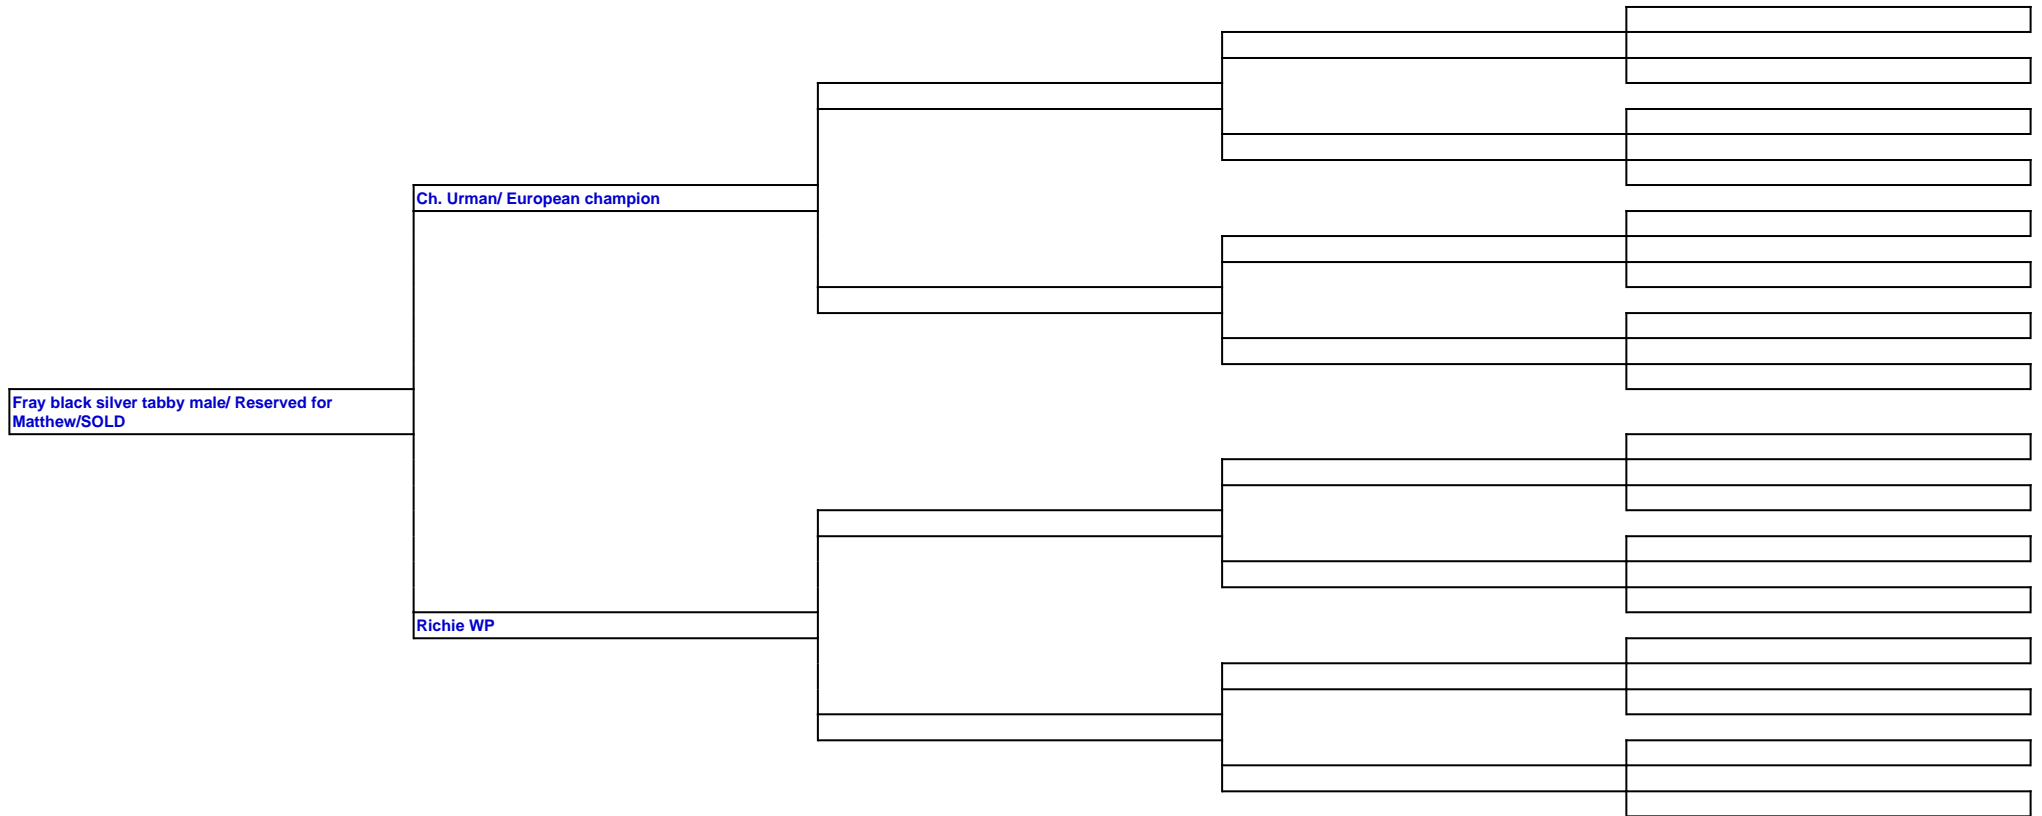 Ch. Urman/ European champion
Fray black silver tabby male/ Reserved for
Matthew/SOLD
Richie WP